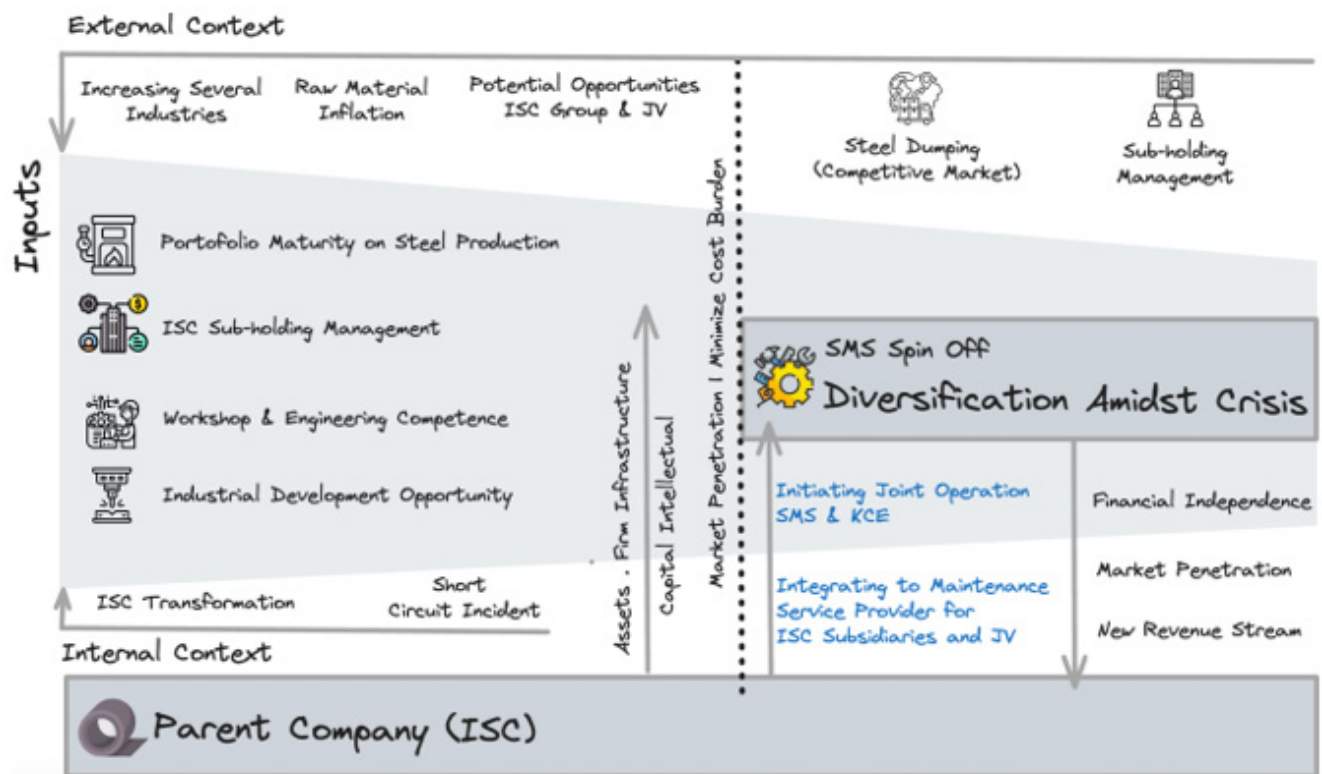 External Context
Increasing Several
Industries
Raw Material
Inflation
Potential Opportunities
ISC Group & JV
Steel Dumping
(Competitive Market)
Sub-holding
Management
Inputs
Portofolio Maturity on Steel Production
ISC Sub-holding Management
Workshop & Engineering Competence
Industrial Development Opportunity
Assets . Firm Infrastructure
Capital Intellectual
Market Penetration | Minimize Cost Burden
SMS Spin Off
Diversification Amidst Crisis
Initiating Joint Operation
SMS & KCE
Integrating to Maintenance
Service Provider for
ISC Subsidiaries and JV
Financial Independence
Market Penetration
New Revenue Stream
ISC Transformation
Short
Circuit Incident
Internal Context
Parent Company (ISC)